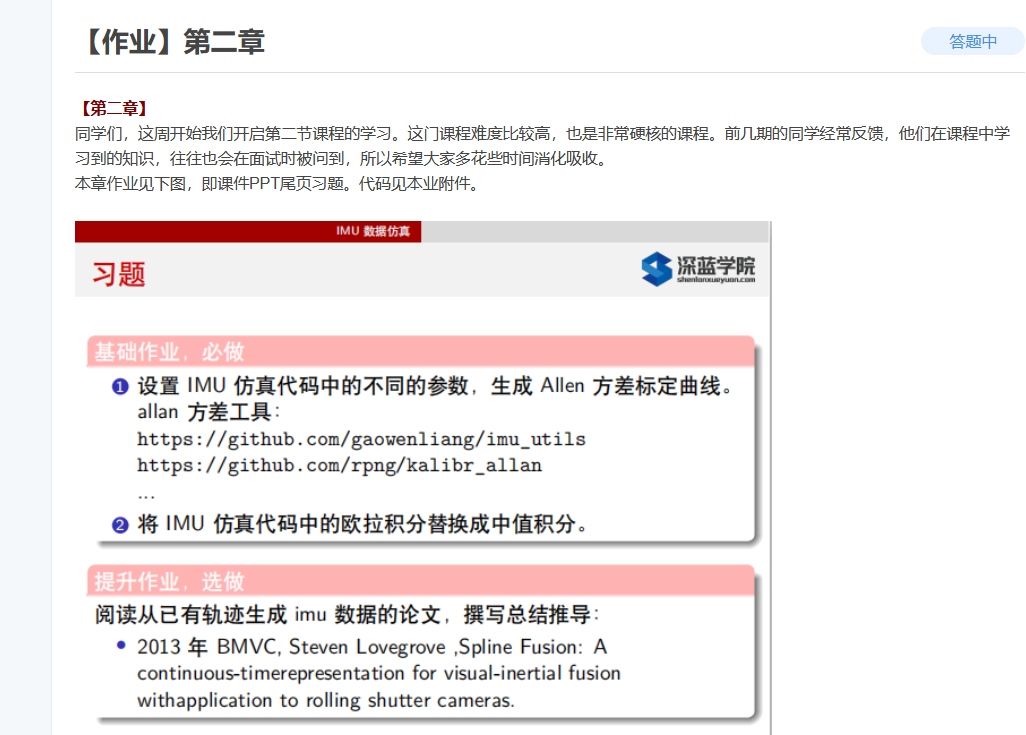 【作业】第二章
答题中
【第二章】
同学们，这周开始我们开启第二节课程的学习。这门课程难度比较高，也是非常硬核的课程。前几期的同学经常反馈，他们在课程中学
习到的知识，往往也会在面试时被问到，所以希望大家多花些时间消化吸收。
本章作业见下图，即课件PPT尾页习题。代码见本业附件。
IMU 数据仿真
习题
深蓝学院
shenlanxueyuan.com
基础作业，必做
1 设置 IMU 仿真代码中的不同的参数，生成 Allen 方差标定曲线。
allan 方差工具：
https://github.com/gaowenliang/imu_utils
https://github.com/rpng/kalibr_allan
...
2 将 IMU 仿真代码中的欧拉积分替换成中值积分。
提升作业，选做
阅读从已有轨迹生成 imu 数据的论文，撰写总结推导：
• 2013 年 BMVC, Steven Lovegrove ,Spline Fusion: A
continuous-timerepresentation for visual-inertial fusion
withapplication to rolling shutter cameras.